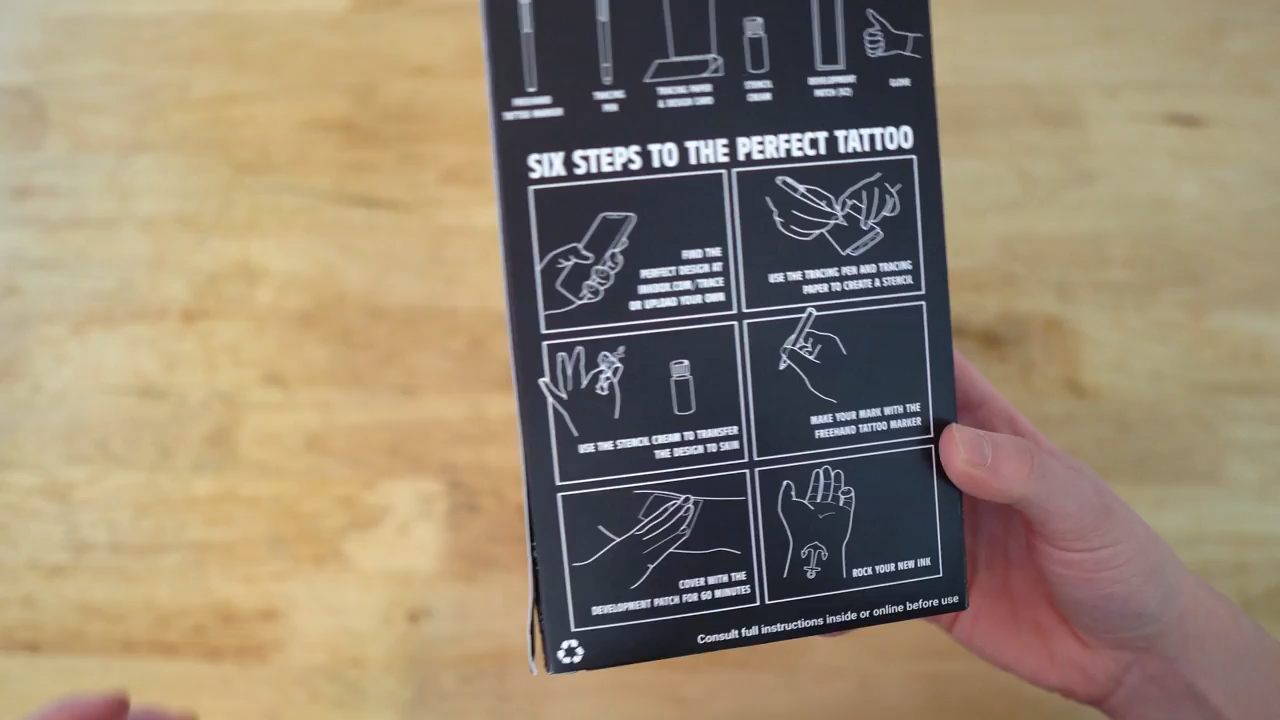 FREEHAND
TATTOO MARKER
TRACING
PEN
TRACING PAPER
& DESIGN CARD
STENCIL
CREAM
DEVELOPMENT
PATCH (X2)
GLOVE
SIX STEPS TO THE PERFECT TATTOO
FIND THE
PERFECT DESIGN AT
INKBOX.COM/TRACE
OR UPLOAD YOUR OWN
USE THE TRACING PEN AND TRACING
PAPER TO CREATE A STENCIL
USE THE STENCIL CREAM TO TRANSFER
THE DESIGN TO SKIN
MAKE YOUR MARK WITH THE
FREEHAND TATTOO MARKER
COVER WITH THE
DEVELOPMENT PATCH FOR 60 MINUTES
ROCK YOUR NEW INK
Consult full instructions inside or online before use